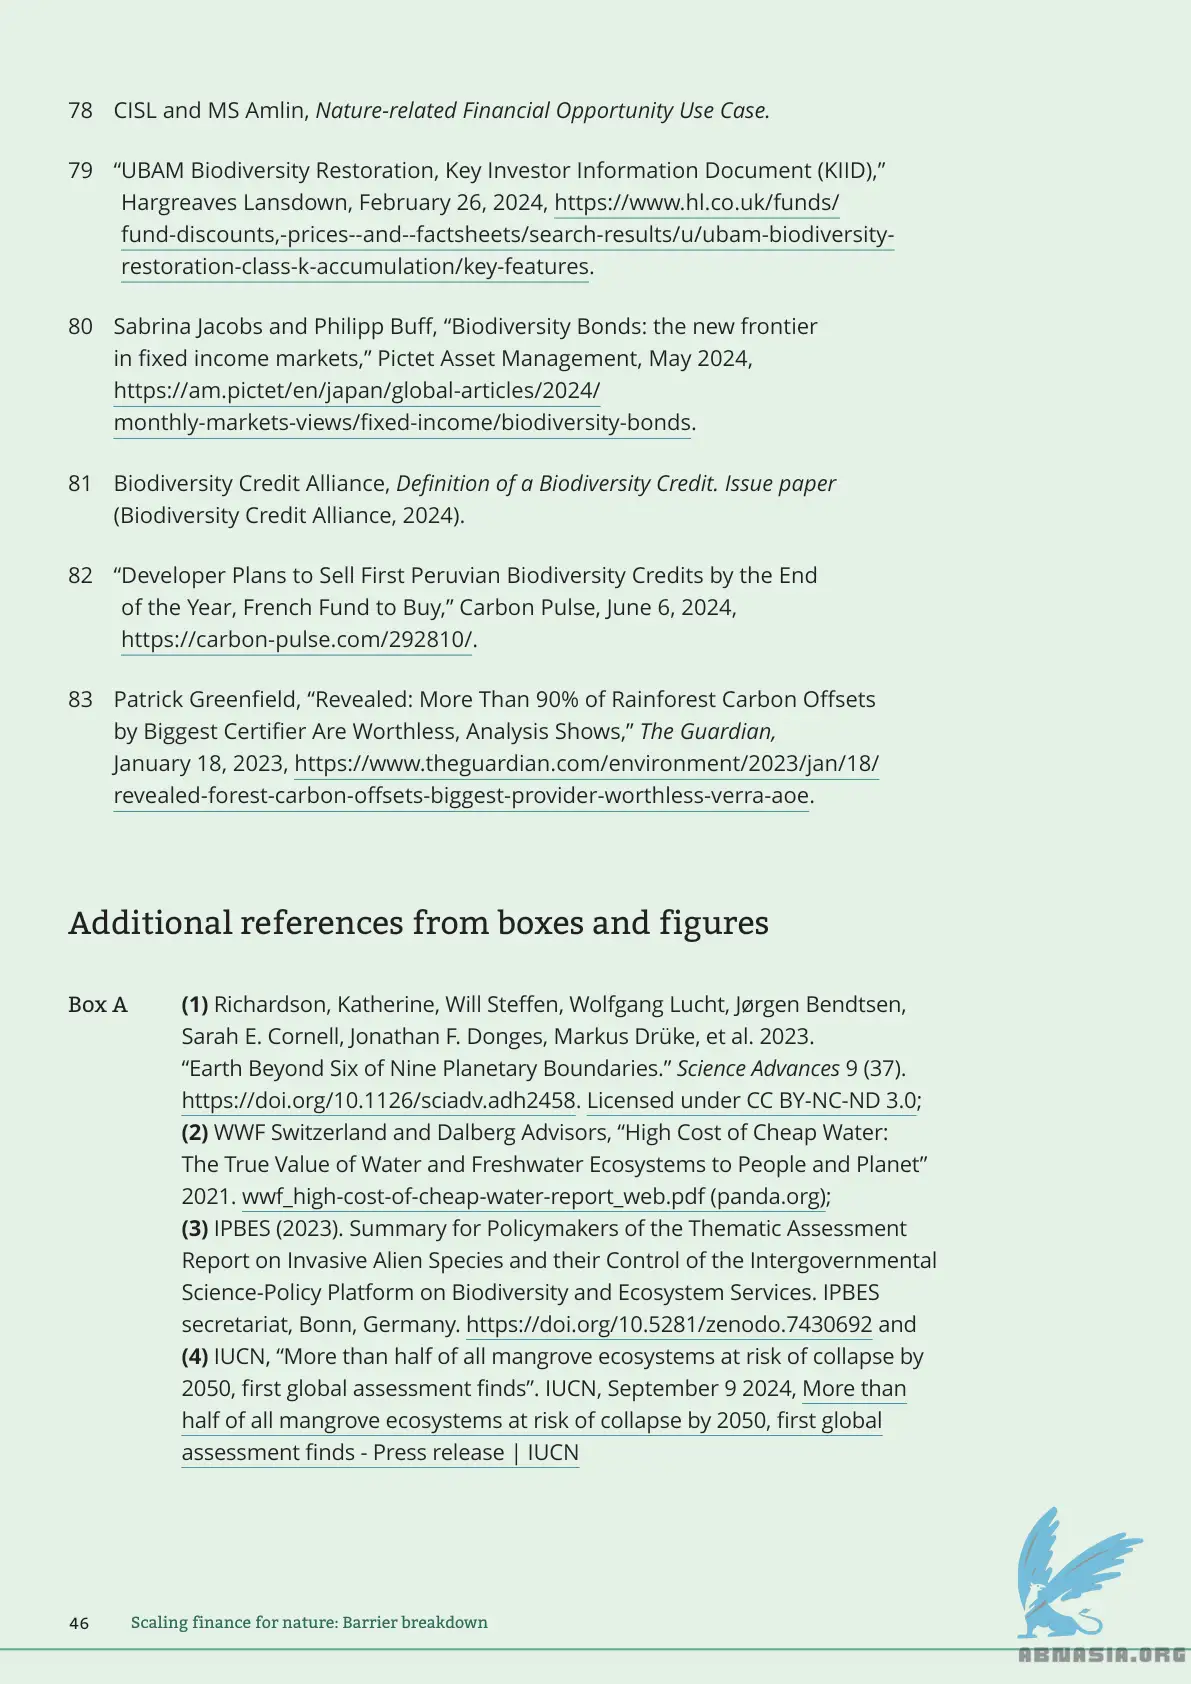 78 CISL and MS Amlin, Nature-related Financial Opportunity Use Case.
79 “UBAM Biodiversity Restoration, Key Investor Information Document (KIID),”
Hargreaves Lansdown, February 26, 2024, https://www.hl.co.uk/funds/
fund-discounts,-prices--and--factsheets/search-results/u/ubam-biodiversity-
restoration-class-k-accumulation/key-features.
80 Sabrina Jacobs and Philipp Buff, “Biodiversity Bonds: the new frontier
in fixed income markets,” Pictet Asset Management, May 2024,
https://am.pictet/en/japan/global-articles/2024/
monthly-markets-views/fixed-income/biodiversity-bonds.
81 Biodiversity Credit Alliance, Definition of a Biodiversity Credit. Issue paper
(Biodiversity Credit Alliance, 2024).
82 “Developer Plans to Sell First Peruvian Biodiversity Credits by the End
of the Year, French Fund to Buy,” Carbon Pulse, June 6, 2024,
https://carbon-pulse.com/292810/.
83 Patrick Greenfield, “Revealed: More Than 90% of Rainforest Carbon Offsets
by Biggest Certifier Are Worthless, Analysis Shows,” The Guardian,
January 18, 2023, https://www.theguardian.com/environment/2023/jan/18/
revealed-forest-carbon-offsets-biggest-provider-worthless-verra-aoe.
Additional references from boxes and figures
Box A (1) Richardson, Katherine, Will Steffen, Wolfgang Lucht, Jørgen Bendtsen,
Sarah E. Cornell, Jonathan F. Donges, Markus Drüke, et al. 2023.
“Earth Beyond Six of Nine Planetary Boundaries.” Science Advances 9 (37).
https://doi.org/10.1126/sciadv.adh2458. Licensed under CC BY-NC-ND 3.0;
(2) WWF Switzerland and Dalberg Advisors, “High Cost of Cheap Water:
The True Value of Water and Freshwater Ecosystems to People and Planet”
2021. wwf_high-cost-of-cheap-water-report_web.pdf (panda.org);
(3) IPBES (2023). Summary for Policymakers of the Thematic Assessment
Report on Invasive Alien Species and their Control of the Intergovernmental
Science-Policy Platform on Biodiversity and Ecosystem Services. IPBES
secretariat, Bonn, Germany. https://doi.org/10.5281/zenodo.7430692 and
(4) IUCN, “More than half of all mangrove ecosystems at risk of collapse by
2050, first global assessment finds”. IUCN, September 9 2024, More than
half of all mangrove ecosystems at risk of collapse by 2050, first global
assessment finds - Press release | IUCN
46 Scaling finance for nature: Barrier breakdown
ABNASIA.ORG